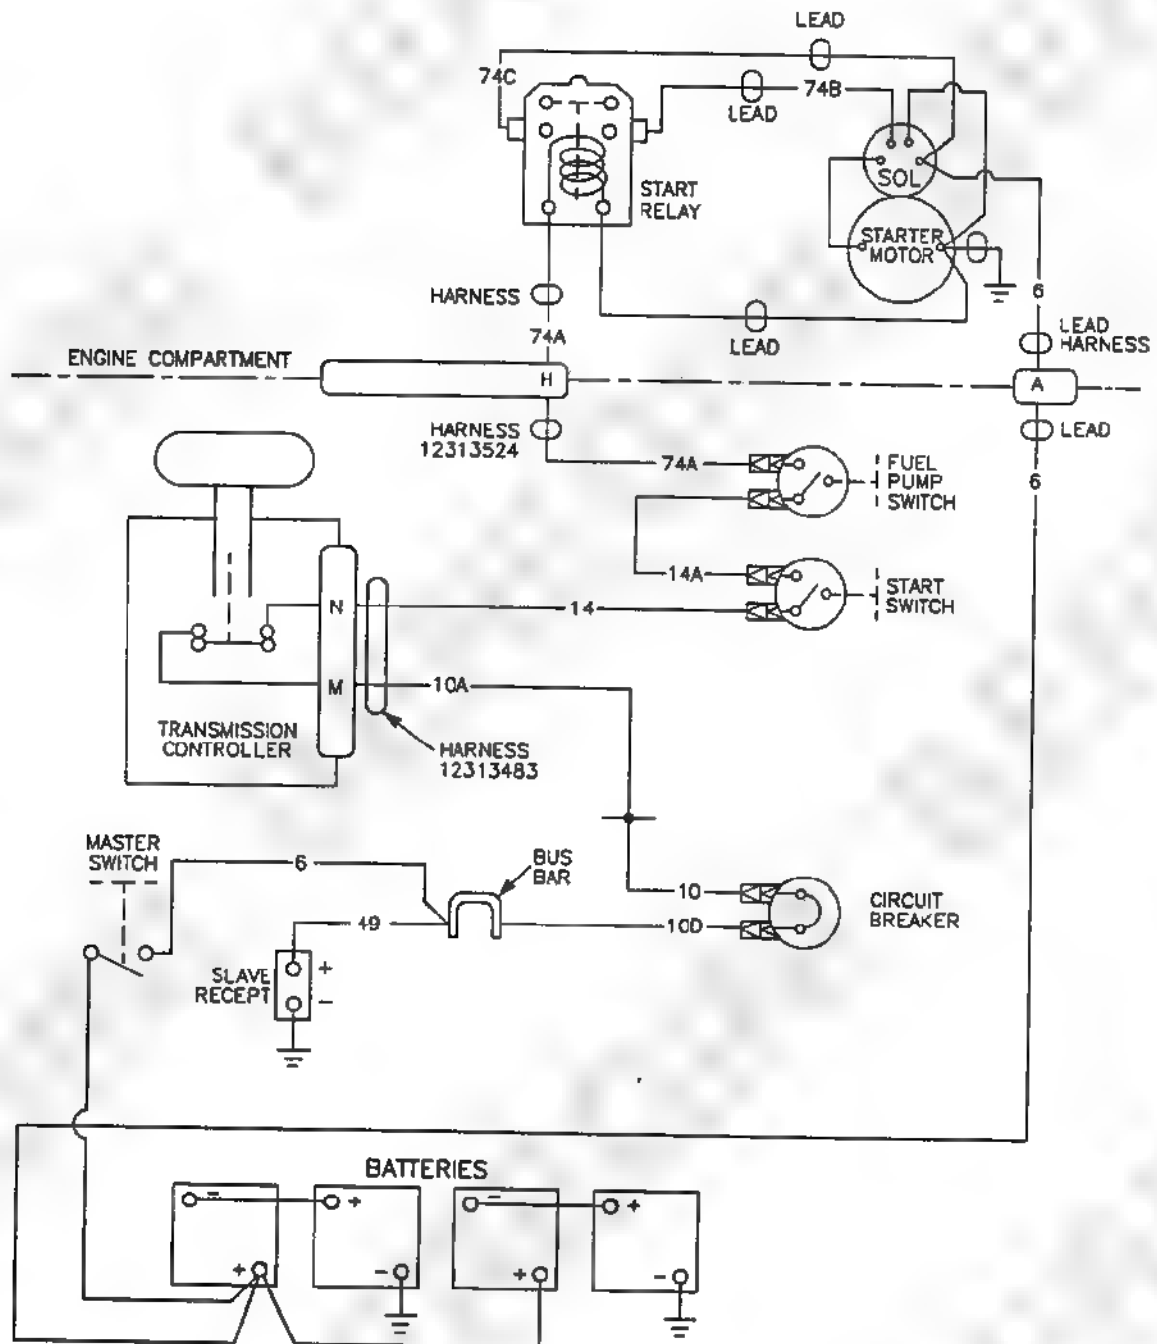 LEAD
74C
LEAD
74B
SOL
START
RELAY
STARTER
MOTOR
HARNESS
74A
LEAD
6
LEAD
HARNESS
ENGINE COMPARTMENT
H
A
HARNESS
12313524
LEAD
74A
FUEL
PUMP
SWITCH
6
14A
START
SWITCH
N
14
M
10A
TRANSMISSION
CONTROLLER
HARNESS
12313483
MASTER
SWITCH
6
BUS
BAR
10
CIRCUIT
BREAKER
49
10D
SLAVE
RECEPT
+
-
BATTERIES
- +
- +
+ -
+ -